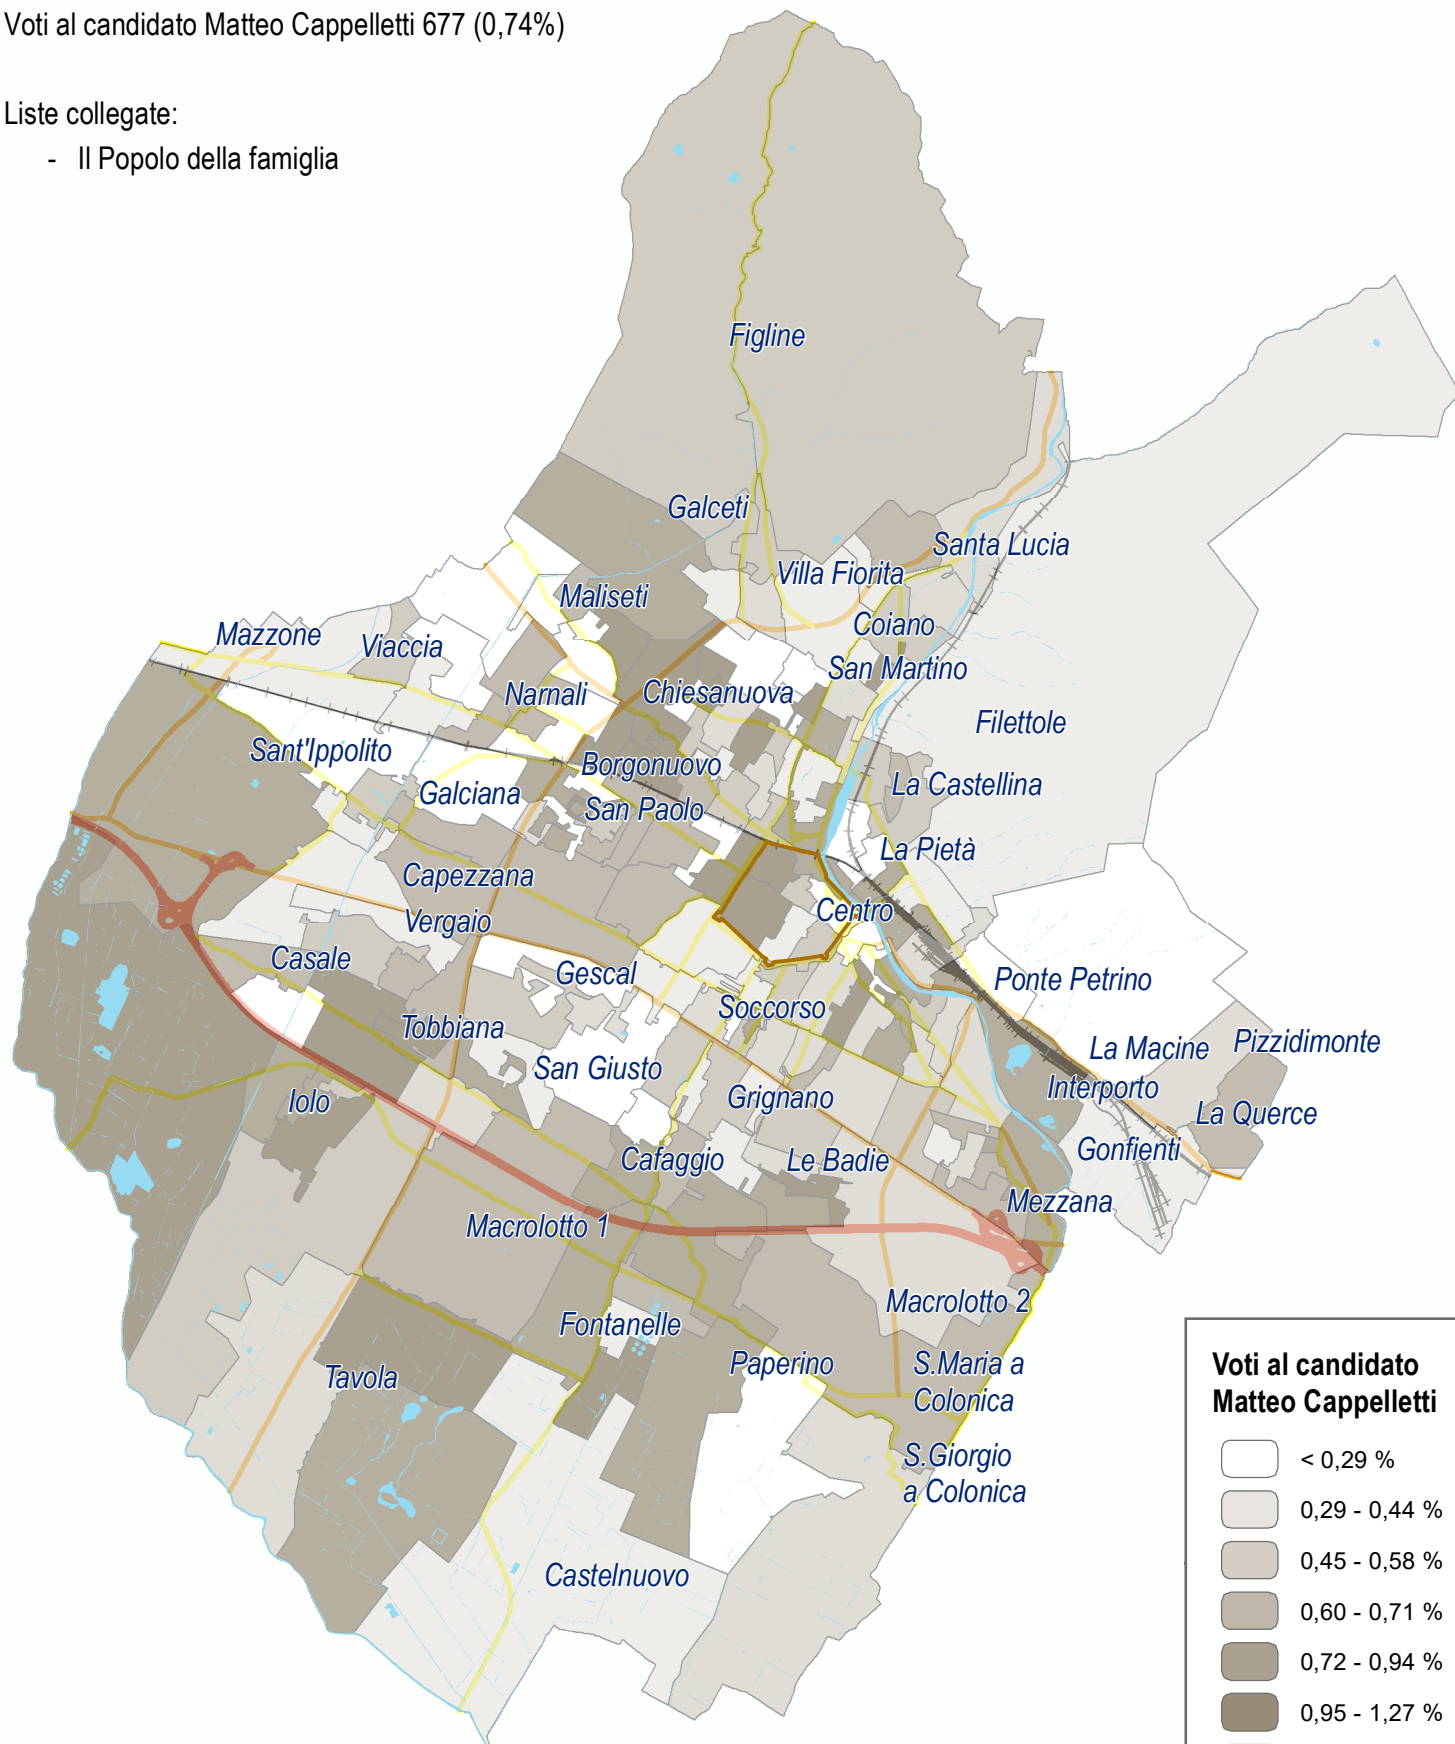 Voti al candidato Matteo Cappelletti 677 (0,74%)
Liste collegate:
- Il Popolo della famiglia
Figline
Galceti
Santa Lucia
Villa Fiorita
Maliseti
Coiano
Mazzone
Viaccia
San Martino
Narnali
Chiesanuova
Filettole
Sant'Ippolito
Borgonuovo
La Castellina
Galciana
San Paolo
La Pietà
Capezzana
Centro
Vergaio
Casale
Gescal
Ponte Petrino
Soccorso
Tobbiana
La Macine
Pizzidimonte
San Giusto
Interporto
Iolo
Grignano
La Querce
Gonfienti
Cafaggio
Le Badie
Mezzana
Macrolotto 1
Macrolotto 2
Fontanelle
Paperino
S.Maria a
Colonica
Tavola
S.Giorgio
a Colonica
Castelnuovo
Voti al candidato
Matteo Cappelletti
< 0,29 %
0,29 - 0,44 %
0,45 - 0,58 %
0,60 - 0,71 %
0,72 - 0,94 %
0,95 - 1,27 %